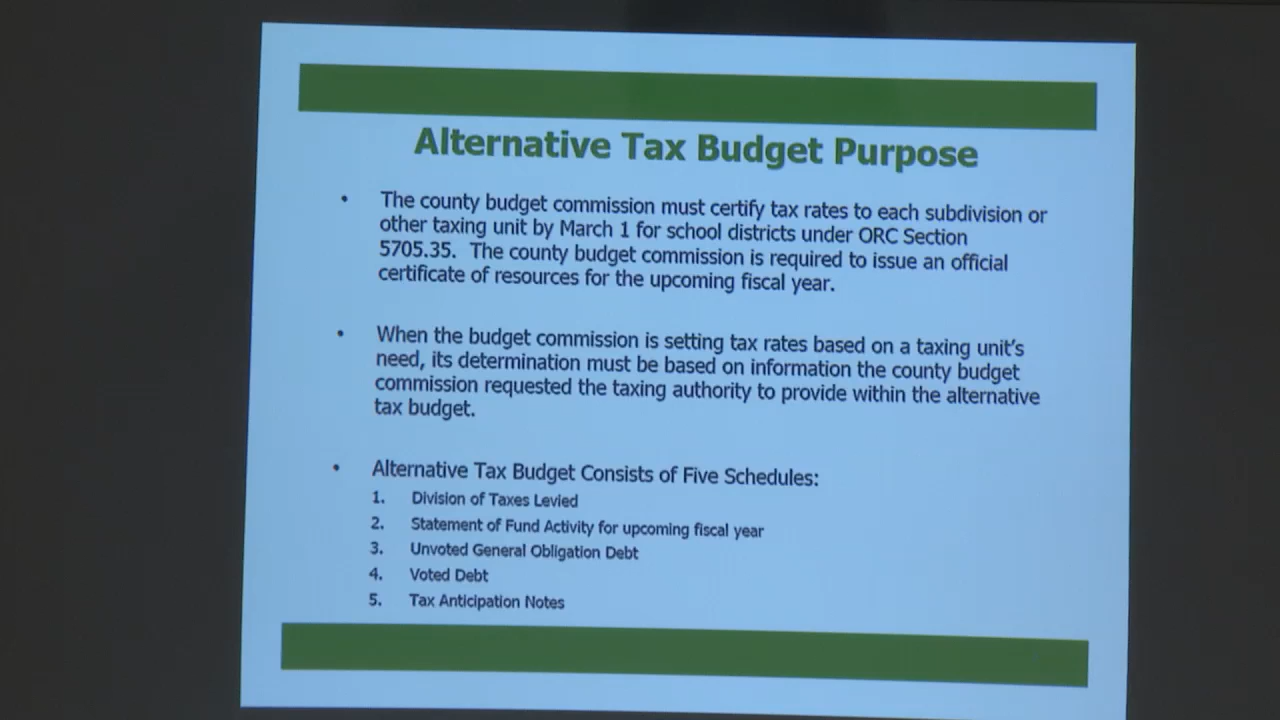 Alternative Tax Budget Purpose
• The county budget commission must certify tax rates to each subdivision or
other taxing unit by March 1 for school districts under ORC Section
5705.35. The county budget commission is required to issue an official
certificate of resources for the upcoming fiscal year.
• When the budget commission is setting tax rates based on a taxing unit's
need, its determination must be based on information the county budget
commission requested the taxing authority to provide within the alternative
tax budget.
• Alternative Tax Budget Consists of Five Schedules:
1. Division of Taxes Levied
2. Statement of Fund Activity for upcoming fiscal year
3. Unvoted General Obligation Debt
4. Voted Debt
5. Tax Anticipation Notes